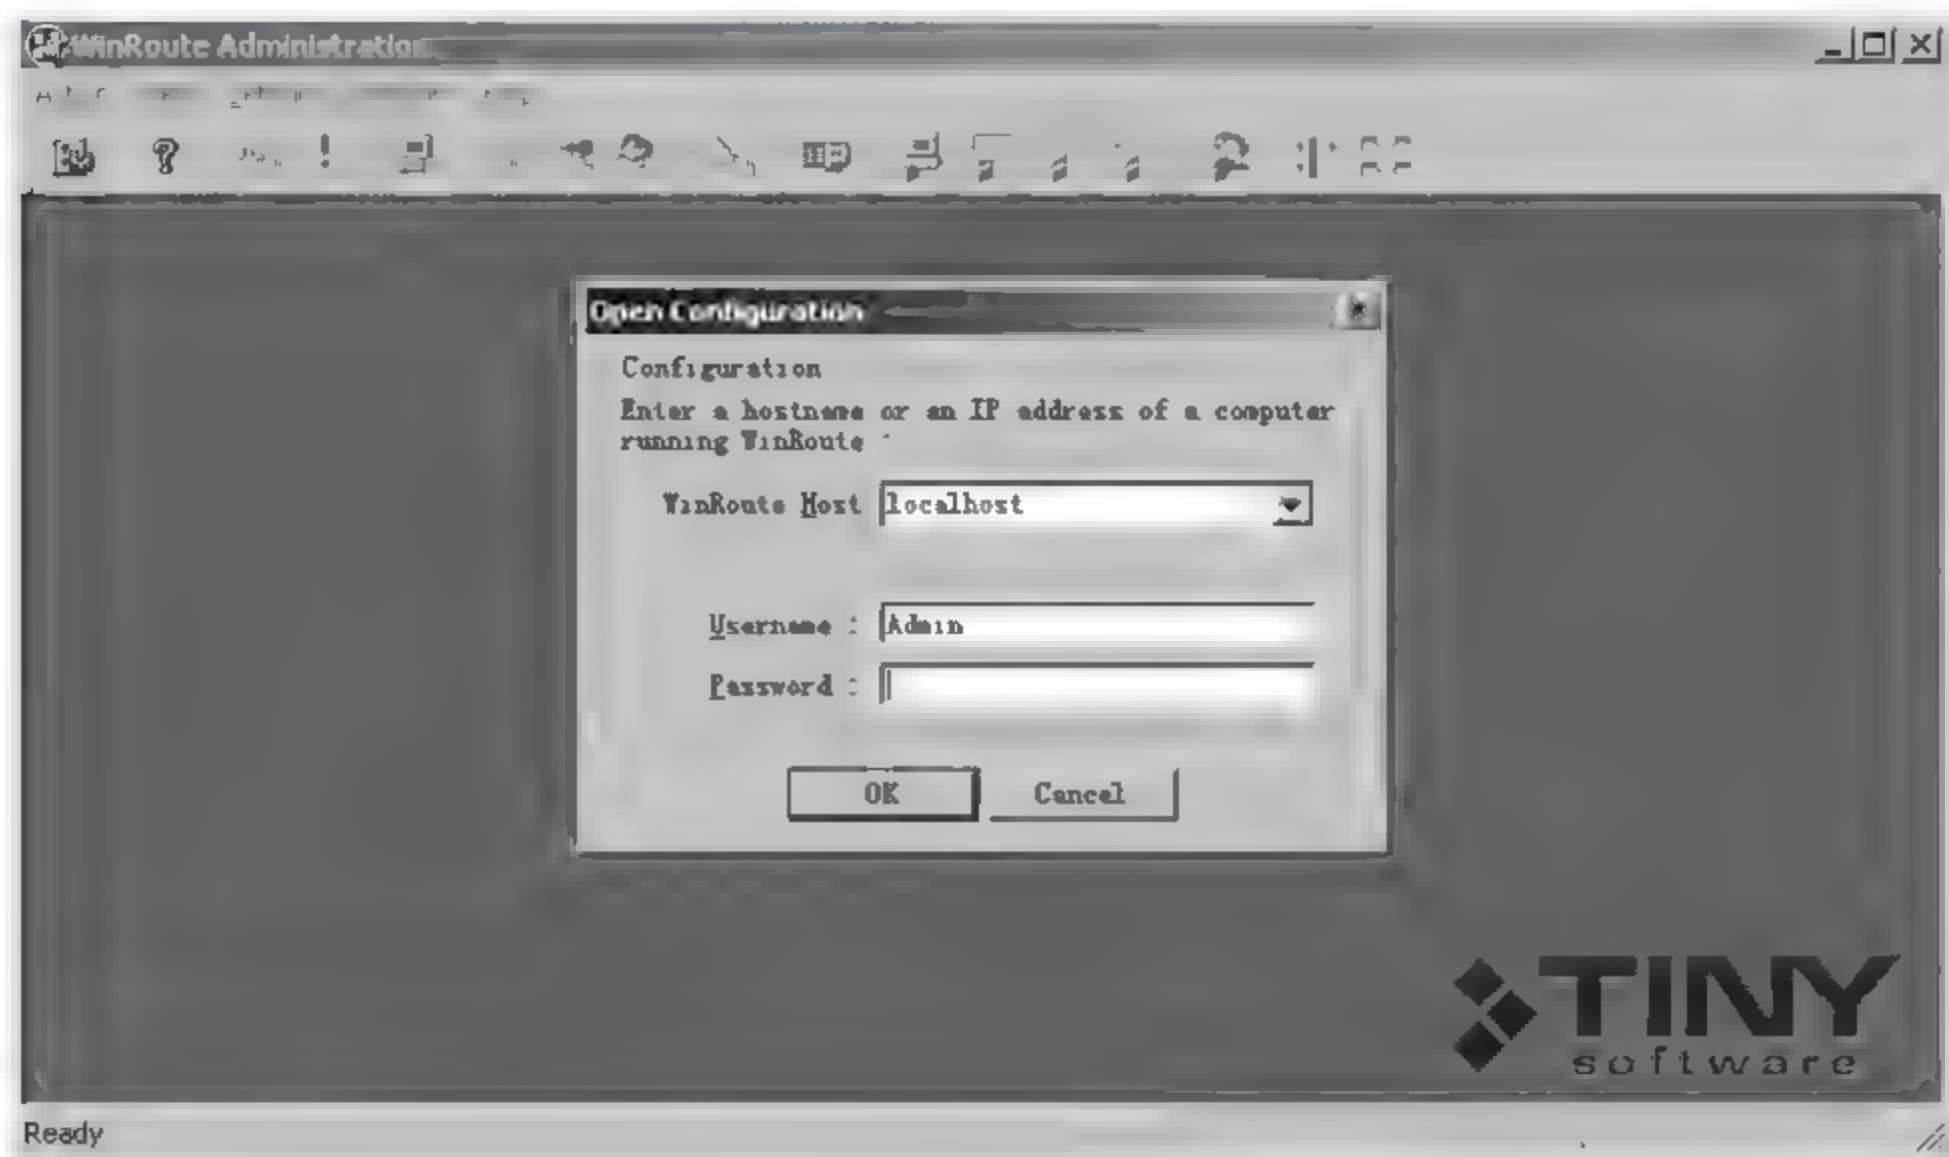 WinRoute Administration
Open Configuration
Configuration
Enter a hostname or an IP address of a computer
running WinRoute :
WinRoute Host
localhost
Username :
Admin
Password :
OK
Cancel
TINY
software
Ready